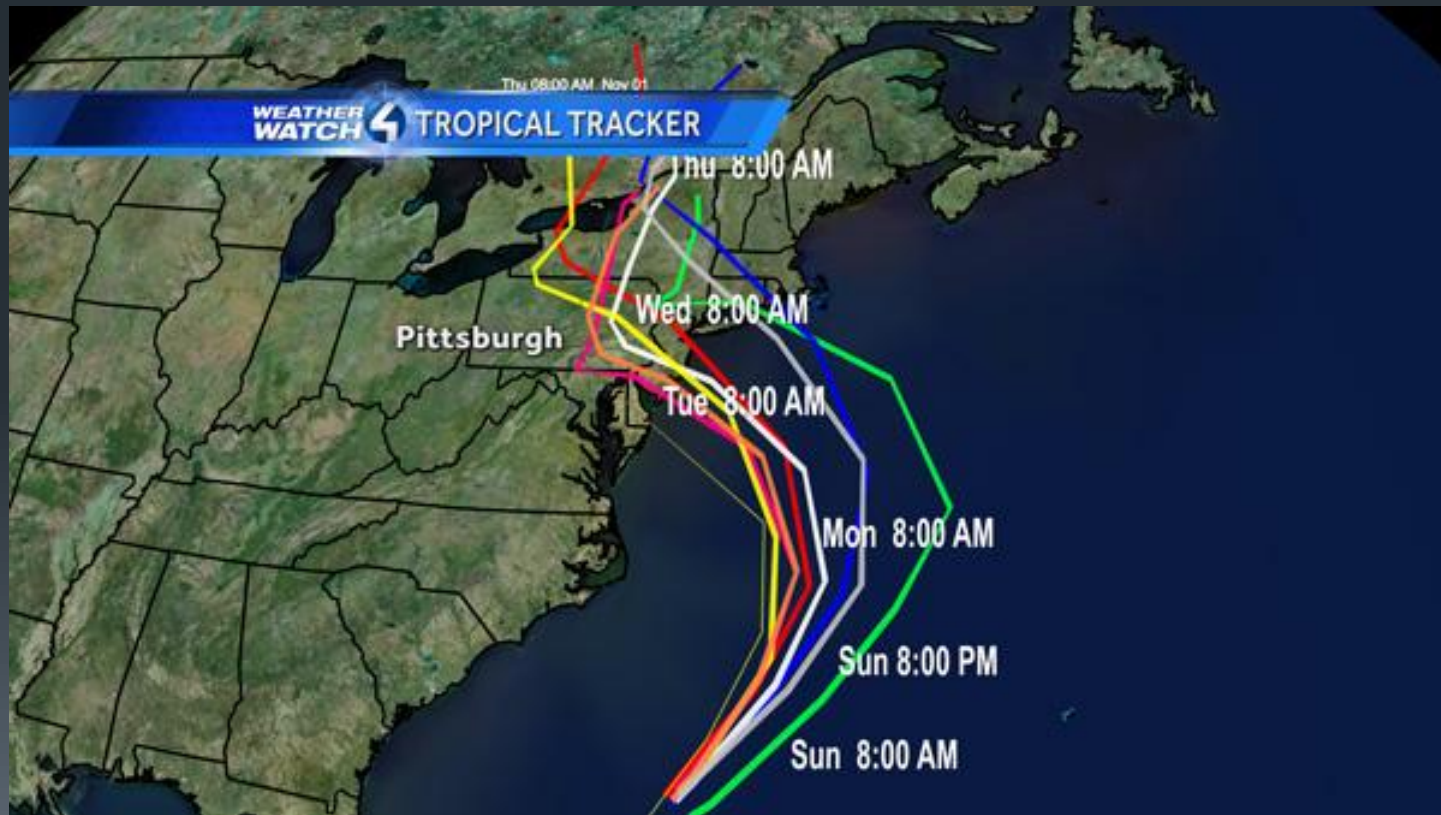 Thu 08:00 AM Nov 01
WEATHER
WATCH 4 TROPICAL TRACKER
Thu 8:00 AM
Wed 8:00 AM
Pittsburgh
Tue 8:00 AM
Mon 8:00 AM
Sun 8:00 PM
Sun 8:00 AM